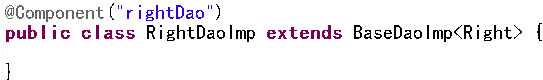 @Component("rightDao")
public class RightDaoImp extends BaseDaoImp<Right> {
}